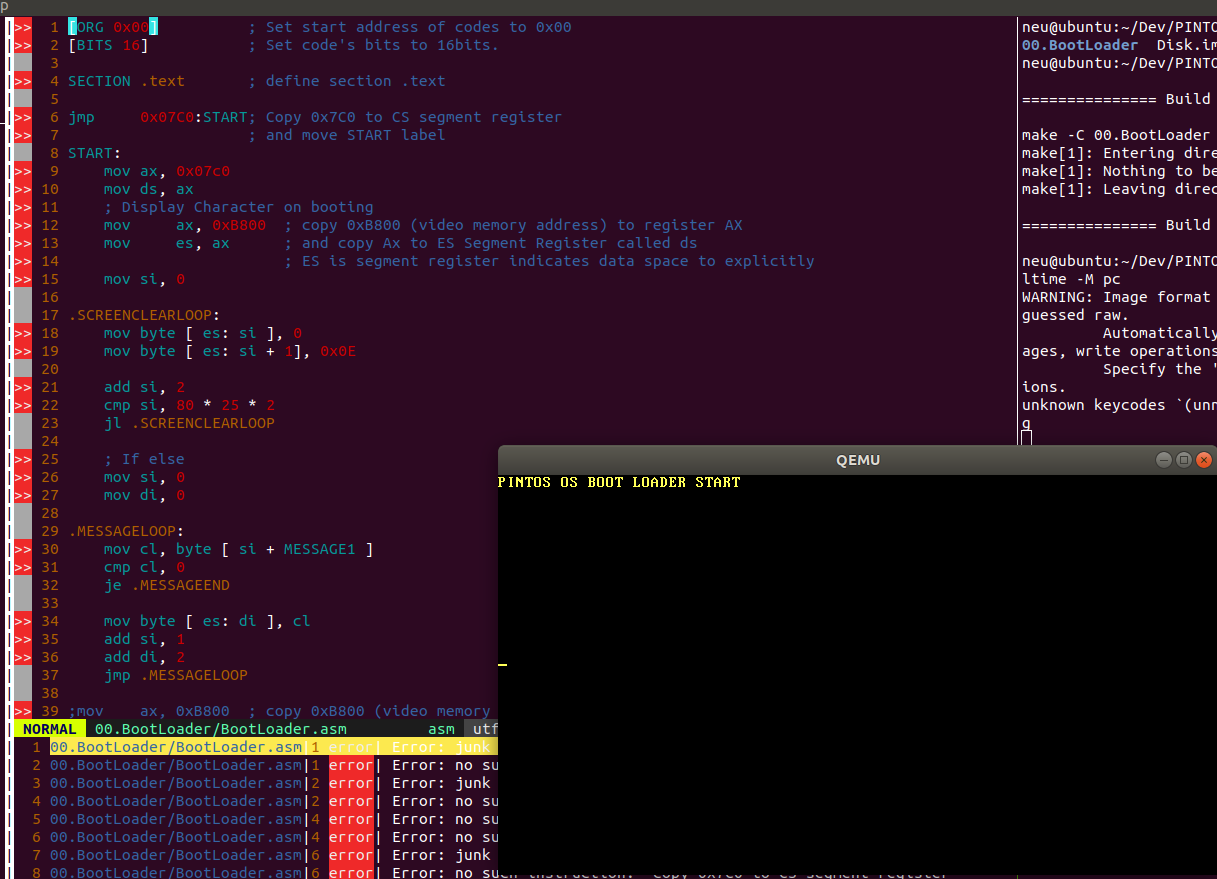 p
>> 1 [ORG 0x00] ; Set start address of codes to 0x00
>> 2 [BITS 16] ; Set code's bits to 16bits.
3
>> 4 SECTION .text ; define section .text
5
>> 6 jmp 0x07C0:START; Copy 0x7C0 to CS segment register
>> 7 ; and move START label
8 START:
>> 9 mov ax, 0x07c0
>> 10 mov ds, ax
>> 11 ; Display Character on booting
>> 12 mov ax, 0xB800 ; copy 0xB800 (video memory address) to register AX
>> 13 mov es, ax ; and copy Ax to ES Segment Register called ds
>> 14 ; ES is segment register indicates data space to explicitly
>> 15 mov si, 0
16
17 .SCREENCLEARLOOP:
>> 18 mov byte [ es: si ], 0
>> 19 mov byte [ es: si + 1], 0x0E
20
>> 21 add si, 2
>> 22 cmp si, 80 * 25 * 2
23 jl .SCREENCLEARLOOP
24
>> 25 ; If else
>> 26 mov si, 0
>> 27 mov di, 0
28
29 .MESSAGELOOP:
>> 30 mov cl, byte [ si + MESSAGE1 ]
>> 31 cmp cl, 0
32 je .MESSAGEEND
33
>> 34 mov byte [ es: di ], cl
>> 35 add si, 1
>> 36 add di, 2
37 jmp .MESSAGELOOP
38
>> 39 ;mov ax, 0xB800 ; copy 0xB800 (video memory
NORMAL 00.BootLoader/BootLoader.asm asm utf
1 00.BootLoader/BootLoader.asm|1 error| Error: junk
2 00.BootLoader/BootLoader.asm|1 error| Error: no su
3 00.BootLoader/BootLoader.asm|2 error| Error: junk
4 00.BootLoader/BootLoader.asm|2 error| Error: no su
5 00.BootLoader/BootLoader.asm|4 error| Error: no su
6 00.BootLoader/BootLoader.asm|4 error| Error: no su
7 00.BootLoader/BootLoader.asm|6 error| Error: junk
8 00.BootLoader/BootLoader.asm|6 error| Error: no such instruction: `Copy 0x7C0 to CS segment register'
neu@ubuntu:~/Dev/PINTO
00.BootLoader Disk.im
neu@ubuntu:~/Dev/PINTO
=============== Build
make -C 00.BootLoader
make[1]: Entering dire
make[1]: Nothing to be
make[1]: Leaving direc
=============== Build
neu@ubuntu:~/Dev/PINTO
ltime -M pc
WARNING: Image format
guessed raw.
Automatically
ages, write operations
Specify the '
ions.
unknown keycodes `(unn
g
QEMU
PINTOS OS BOOT LOADER START